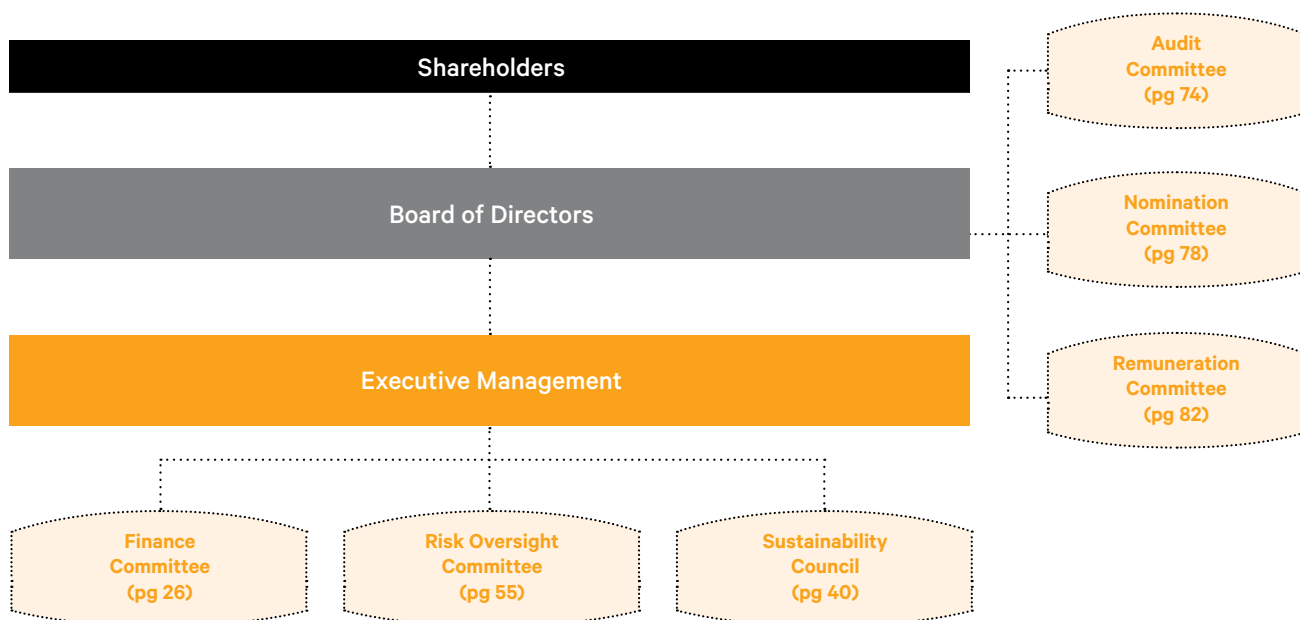 Shareholders
Board of Directors
Executive Management
Audit
Committee
(pg 74)
Nomination
Committee
(pg 78)
Remuneration
Committee
(pg 82)
Finance
Committee
(pg 26)
Risk Oversight
Committee
(pg 55)
Sustainability
Council
(pg 40)